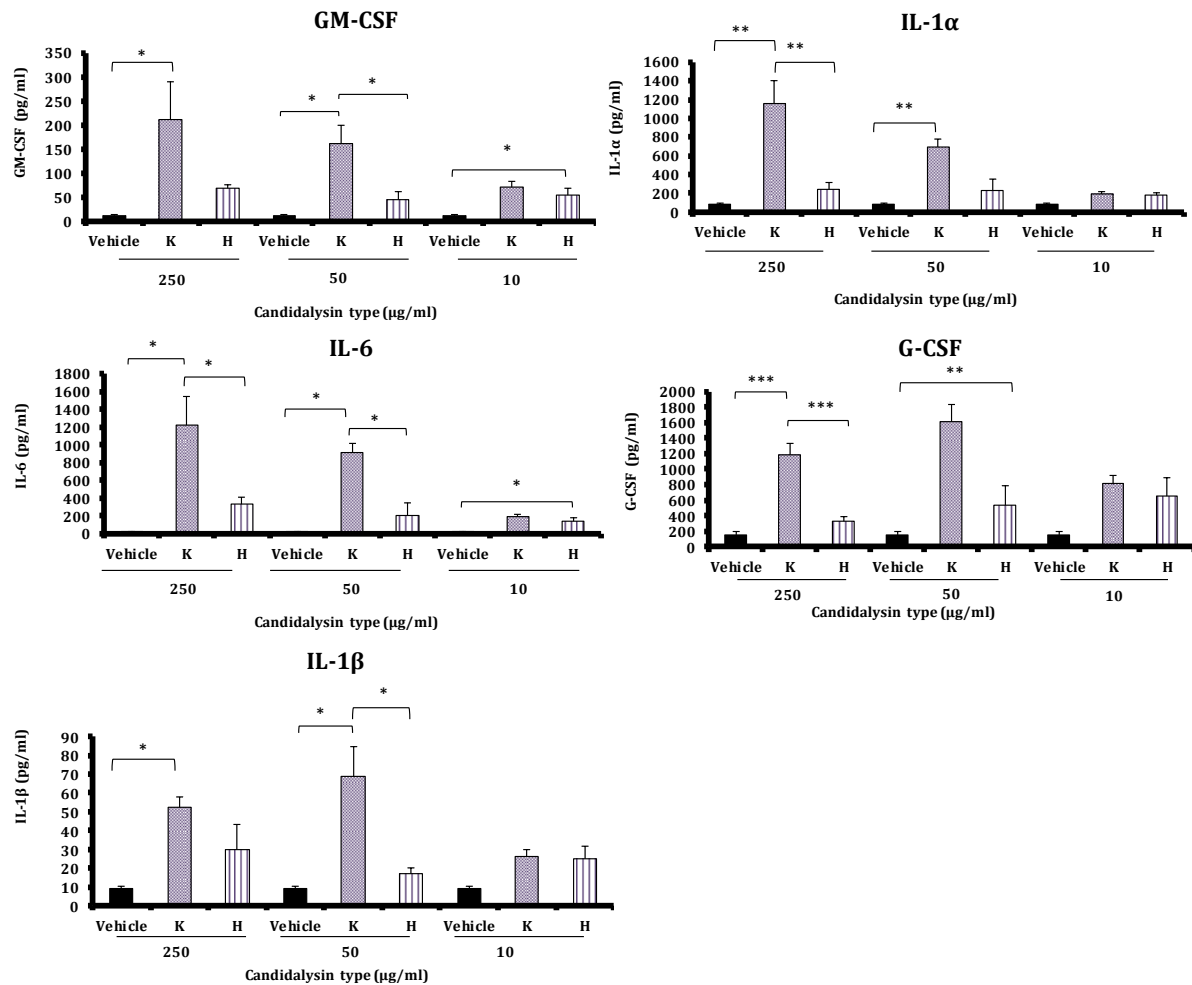 GM-CSF
*
*
*
*
GM-CSF (pg/ml)
350
300
250
200
150
100
50
0
Vehicle K H Vehicle K H Vehicle K H
250 50 10
Candidalysin type (µg/ml)
IL-1α
**
**
**
IL-1α (pg/ml)
1600
1400
1200
1000
800
600
400
200
0
Vehicle K H Vehicle K H Vehicle K H
250 50 10
Candidalysin type (µg/ml)
IL-6
*
*
*
*
*
IL-6 (pg/ml)
1800
1600
1400
1200
1000
800
600
400
200
0
Vehicle K H Vehicle K H Vehicle K H
250 50 10
Candidalysin type (µg/ml)
G-CSF
***
***
**
G-CSF (pg/ml)
2000
1800
1600
1400
1200
1000
800
600
400
200
0
Vehicle K H Vehicle K H Vehicle K H
250 50 10
Candidalysin type (µg/ml)
IL-1β
*
*
*
IL-1β (pg/ml)
90
80
70
60
50
40
30
20
10
0
Vehicle K H Vehicle K H Vehicle K H
250 50 10
Candidalysin type (µg/ml)